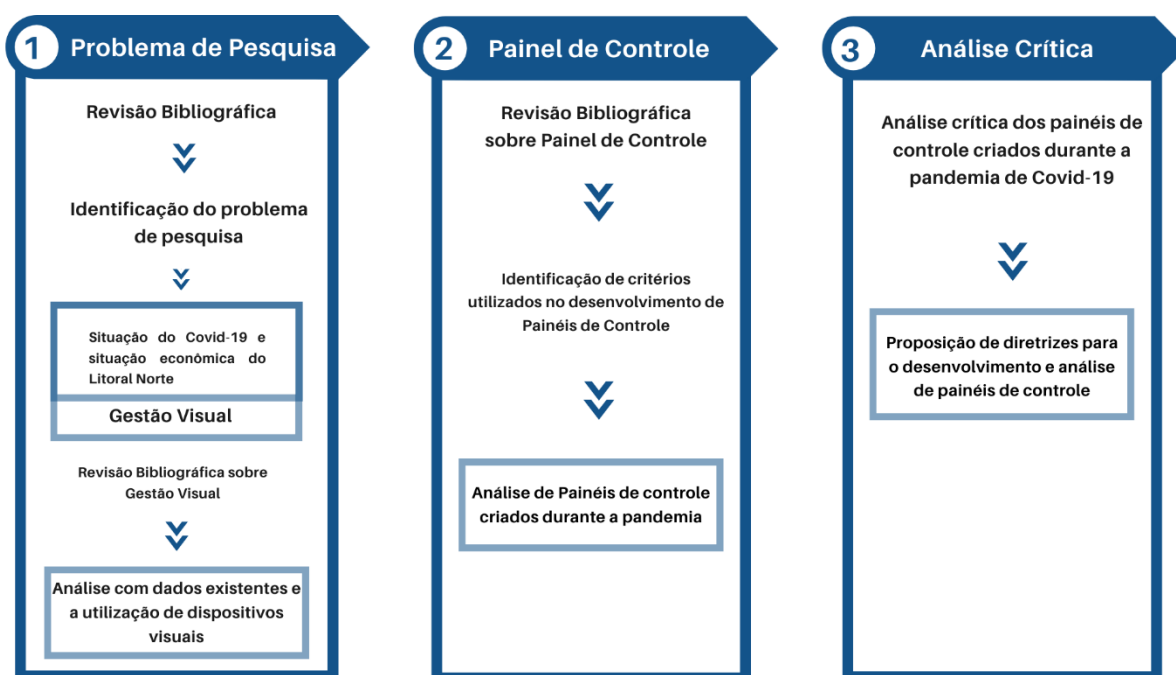 1 Problema de Pesquisa
Revisão Bibliográfica
Identificação do problema
de pesquisa
Situação do Covid-19 e
situação econômica do
Litoral Norte
Gestão Visual
Revisão Bibliográfica sobre
Gestão Visual
Análise com dados existentes e
a utilização de dispositivos
visuais
2 Painel de Controle
Revisão Bibliográfica
sobre Painel de Controle
Identificação de critérios
utilizados no desenvolvimento de
Painéis de Controle
Análise de Painéis de controle
criados durante a pandemia
3 Análise Crítica
Análise crítica dos painéis de
controle criados durante a
pandemia de Covid-19
Proposição de diretrizes para
o desenvolvimento e análise
de painéis de controle